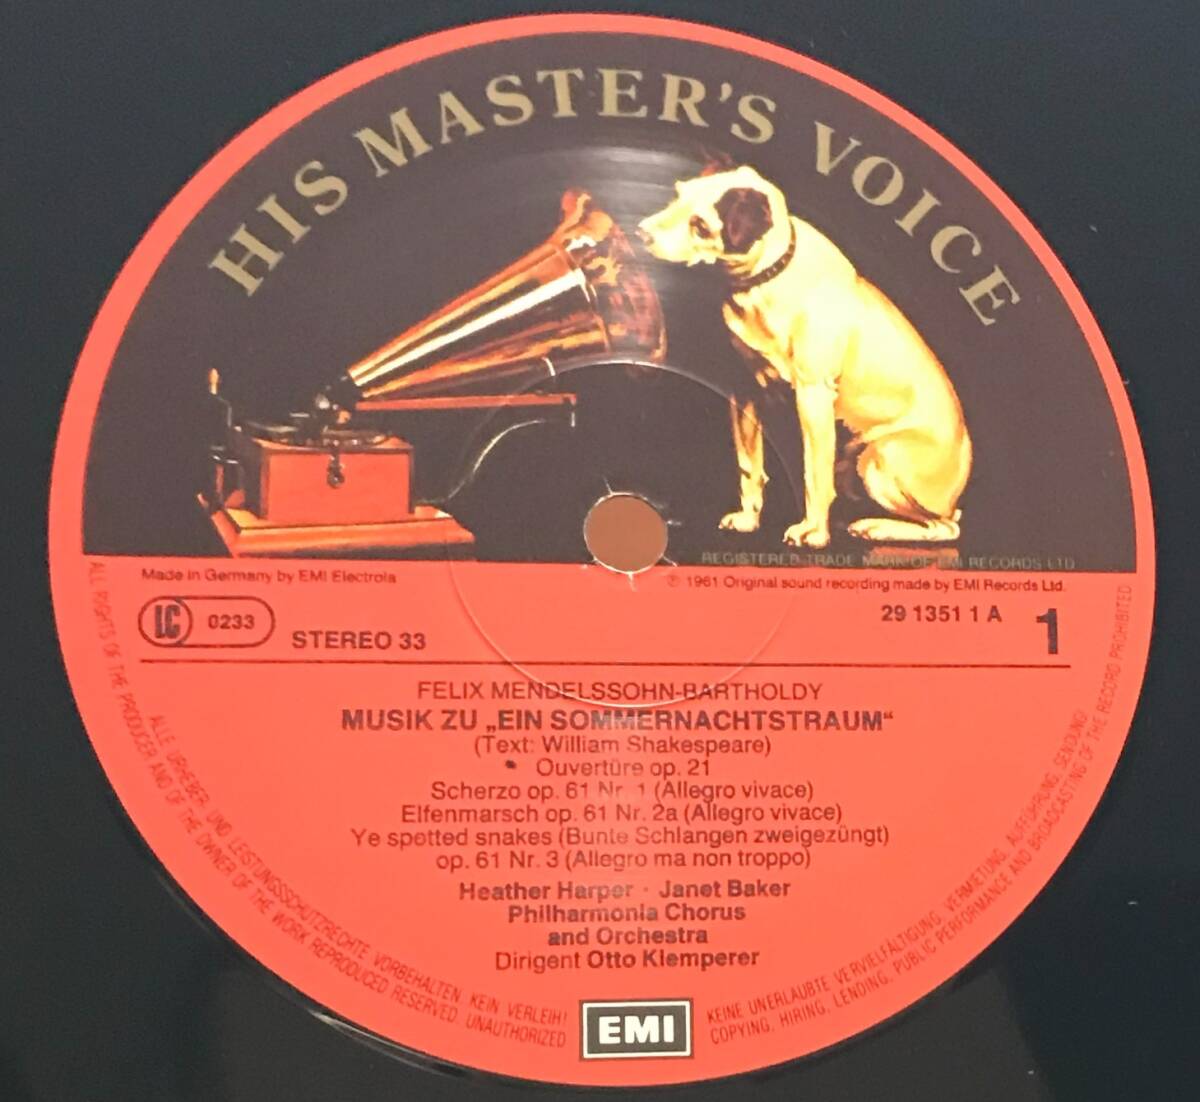 HIS MASTER'S VOICE
REGISTERED TRADE MARK OF EMI RECORDS LTD
Made in Germany by EMI Electrola
℗ 1961 Original sound recording made by EMI Records Ltd.
LC 0233
STEREO 33
29 1351 1 A
1
FELIX MENDELSSOHN-BARTHOLDY
MUSIK ZU „EIN SOMMERNACHTSTRAUM“
(Text: William Shakespeare)
Ouvertüre op. 21
Scherzo op. 61 Nr. 1 (Allegro vivace)
Elfenmarsch op. 61 Nr. 2a (Allegro vivace)
Ye spotted snakes (Bunte Schlangen zweigezüngt)
op. 61 Nr. 3 (Allegro ma non troppo)
Heather Harper · Janet Baker
Philharmonia Chorus
and Orchestra
Dirigent Otto Klemperer
EMI
ALLE URHEBER- UND LEISTUNGSSCHUTZRECHTE VORBEHALTEN. KEIN VERLEIH! KEINE UNERLAUBTE VERVIELFÄLTIGUNG, VERMIETUNG, AUFFÜHRUNG, SENDUNG!
ALL RIGHTS OF THE PRODUCER AND OF THE OWNER OF THE WORK REPRODUCED RESERVED. UNAUTHORIZED COPYING, HIRING, LENDING, PUBLIC PERFORMANCE AND BROADCASTING OF THE RECORD PROHIBITED